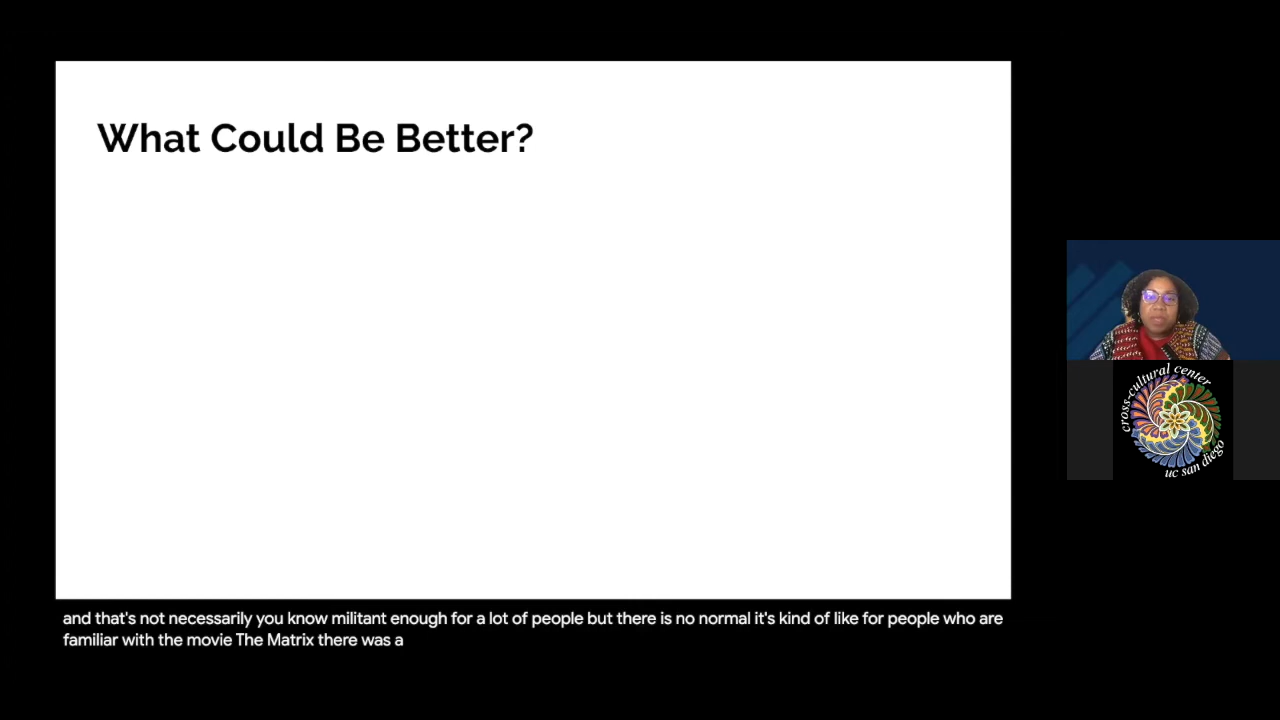 What Could Be Better?
cross-cultural center
uc san diego
and that's not necessarily you know militant enough for a lot of people but there is no normal it's kind of like for people who are
familiar with the movie The Matrix there was a